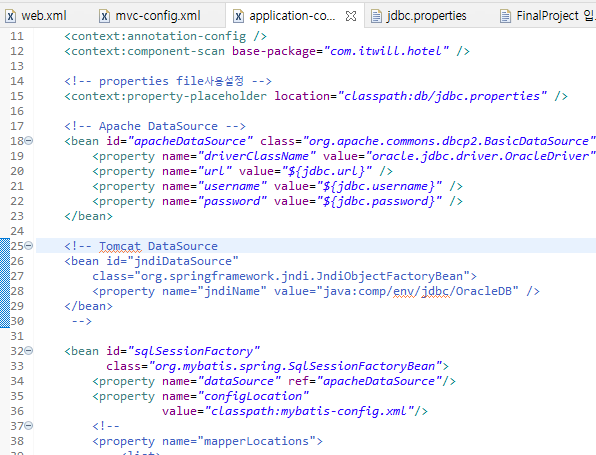 web.xml mvc-config.xml application-co... jdbc.properties FinalProject 입
11 <context:annotation-config />
12 <context:component-scan base-package="com.itwill.hotel" />
13
14 <!-- properties file사용설정 -->
15 <context:property-placeholder location="classpath:db/jdbc.properties" />
16
17 <!-- Apache DataSource -->
18 <bean id="apacheDataSource" class="org.apache.commons.dbcp2.BasicDataSource"
19 <property name="driverClassName" value="oracle.jdbc.driver.OracleDriver"
20 <property name="url" value="${jdbc.url}" />
21 <property name="username" value="${jdbc.username}" />
22 <property name="password" value="${jdbc.password}" />
23 </bean>
24
25 <!-- Tomcat DataSource
26 <bean id="jndiDataSource"
27 class="org.springframework.jndi.JndiObjectFactoryBean">
28 <property name="jndiName" value="java:comp/env/jdbc/OracleDB" />
29 </bean>
30 -->
31
32 <bean id="sqlSessionFactory"
33 class="org.mybatis.spring.SqlSessionFactoryBean">
34 <property name="dataSource" ref="apacheDataSource"/>
35 <property name="configLocation"
36 value="classpath:mybatis-config.xml"/>
37 <!--
38 <property name="mapperLocations">
<list>